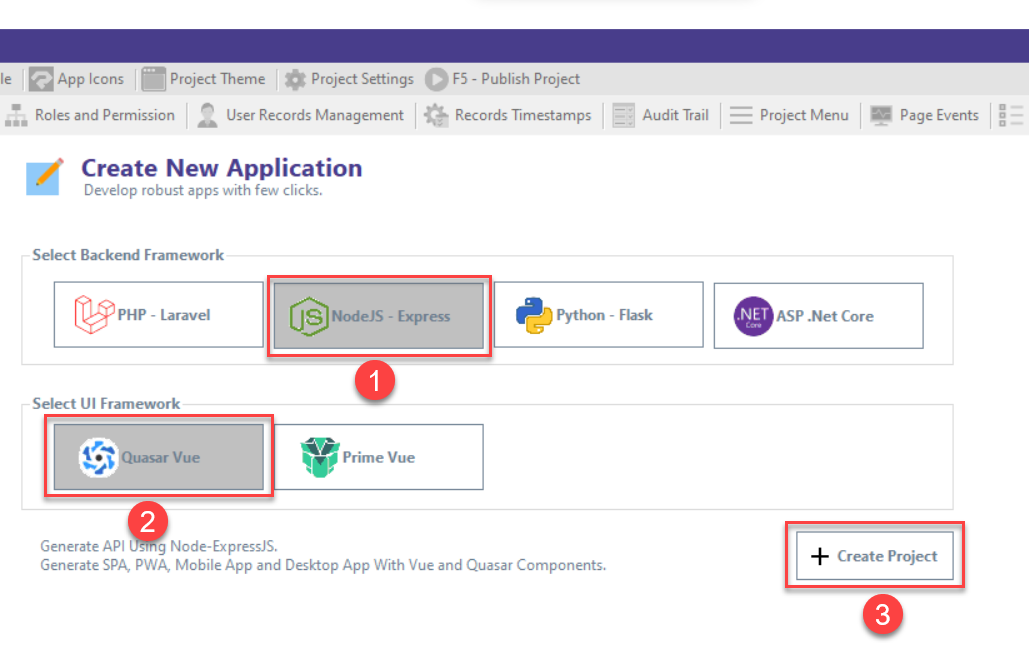 le App Icons Project Theme Project Settings F5 - Publish Project
Roles and Permission User Records Management Records Timestamps Audit Trail Project Menu Page Events
Create New Application
Develop robust apps with few clicks.
Select Backend Framework
PHP - Laravel JS NodeJS - Express Python - Flask .NET Core ASP .Net Core
1
Select UI Framework
Quasar Vue Prime Vue
2
Generate API Using Node-ExpressJS.
Generate SPA, PWA, Mobile App and Desktop App With Vue and Quasar Components.
Create Project
3